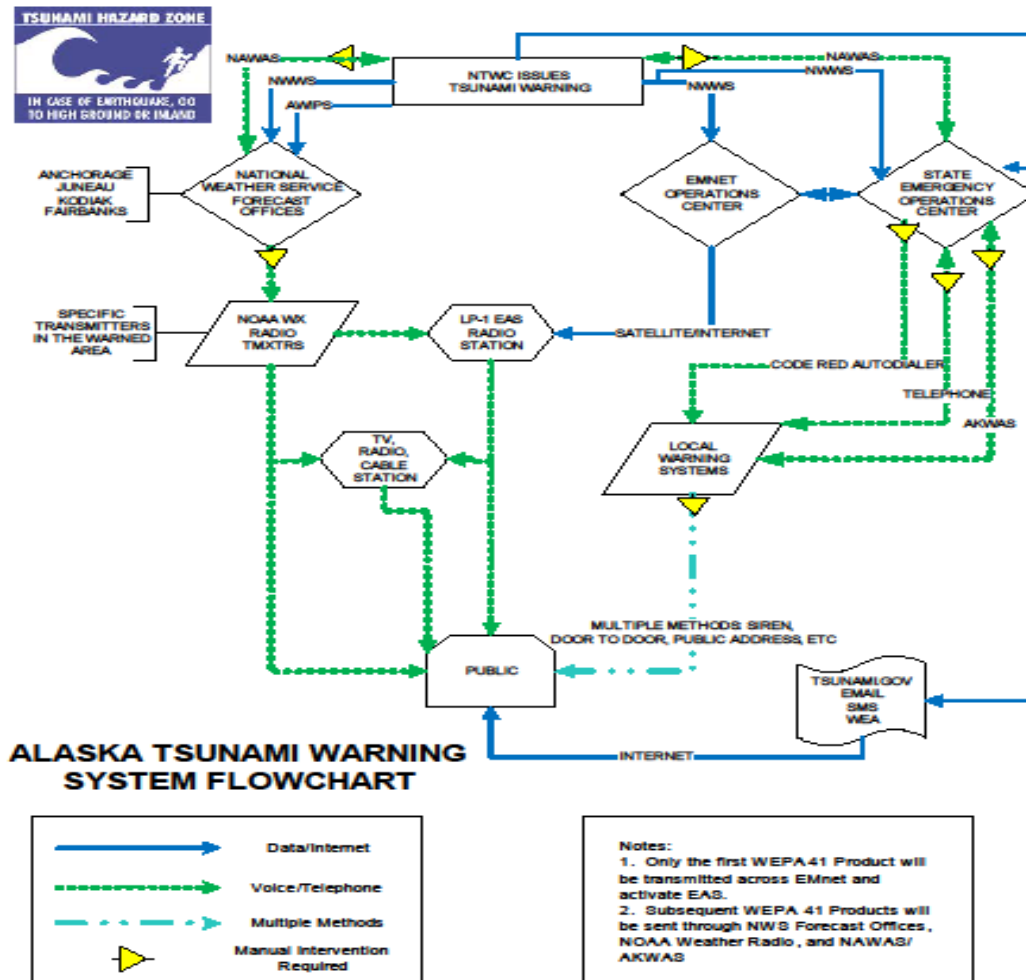 TSUNAMI HAZARD ZONE
IN CASE OF EARTHQUAKE, GO
TO HIGH GROUND OR INLAND
NAWAS
NWWS
AWIPS
NTWC ISSUES
TSUNAMI WARNING
NAWAS
NWWS
NWWS
ANCHORAGE
JUNEAU
KODIAK
FAIRBANKS
NATIONAL
WEATHER SERVICE
FORECAST
OFFICES
EMNET
OPERATIONS
CENTER
STATE
EMERGENCY
OPERATIONS
CENTER
SPECIFIC
TRANSMITTERS
IN THE WARNED
AREA
NOAA WX
RADIO
TMXTRS
LP-1 EAS
RADIO
STATION
SATELLITE/INTERNET
CODE RED AUTODIALER
TELEPHONE
AKWAS
TV,
RADIO,
CABLE
STATION
LOCAL
WARNING
SYSTEMS
MULTIPLE METHODS: SIREN,
DOOR TO DOOR, PUBLIC ADDRESS, ETC
PUBLIC
TSUNAMI.GOV
EMAIL
SMS
WEA
INTERNET
ALASKA TSUNAMI WARNING
SYSTEM FLOWCHART
Data/Internet
Voice/Telephone
Multiple Methods
Manual Intervention
Required
Notes:
1. Only the first WEPA 41 Product will
be transmitted across EMnet and
activate EAS.
2. Subsequent WEPA 41 Products will
be sent through NWS Forecast Offices,
NOAA Weather Radio, and NAWAS/
AKWAS